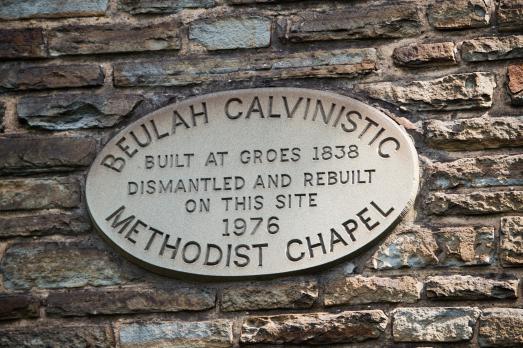 BEULAH CALVINISTIC
BUILT AT GROES 1838
DISMANTLED AND REBUILT
ON THIS SITE
1976
METHODIST CHAPEL